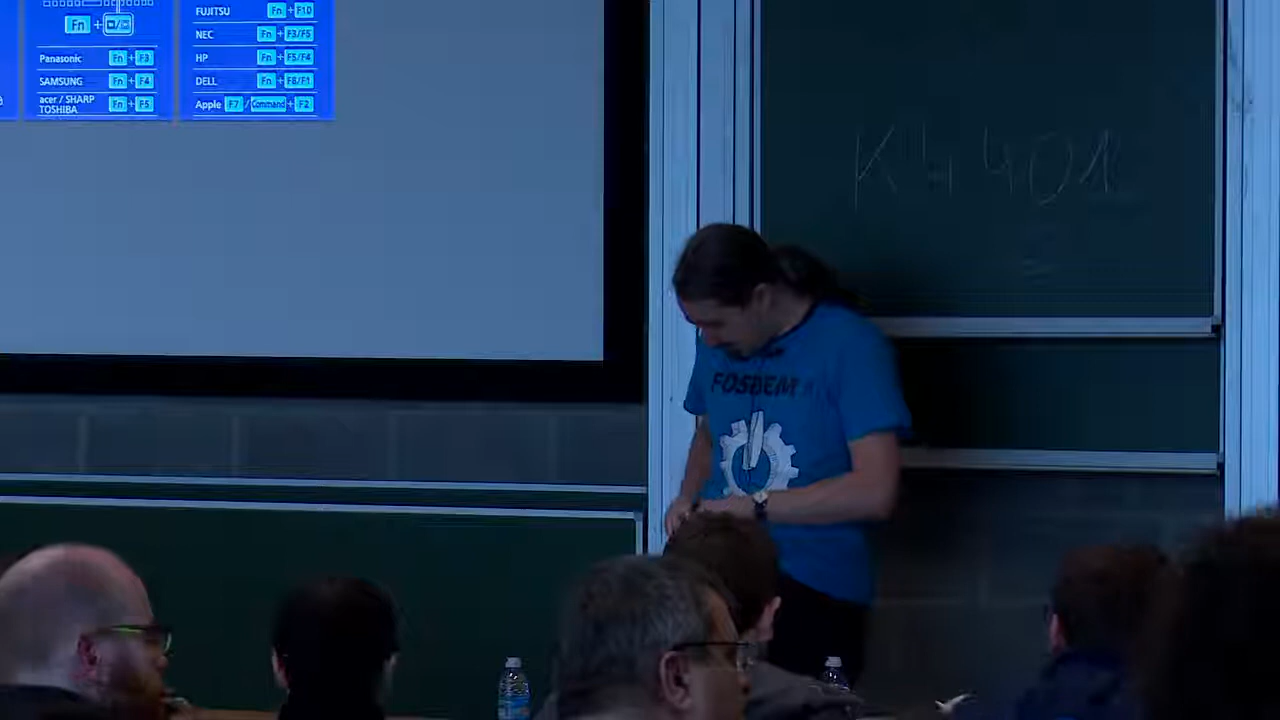 Fn +
Panasonic Fn + F3
SAMSUNG Fn + F4
acer / SHARP
TOSHIBA Fn + F5
FUJITSU Fn + F10
NEC Fn + F3/F5
HP Fn + F5/F4
DELL Fn + F8/F1
Apple F7 / Command + F2
401
FOSDEM